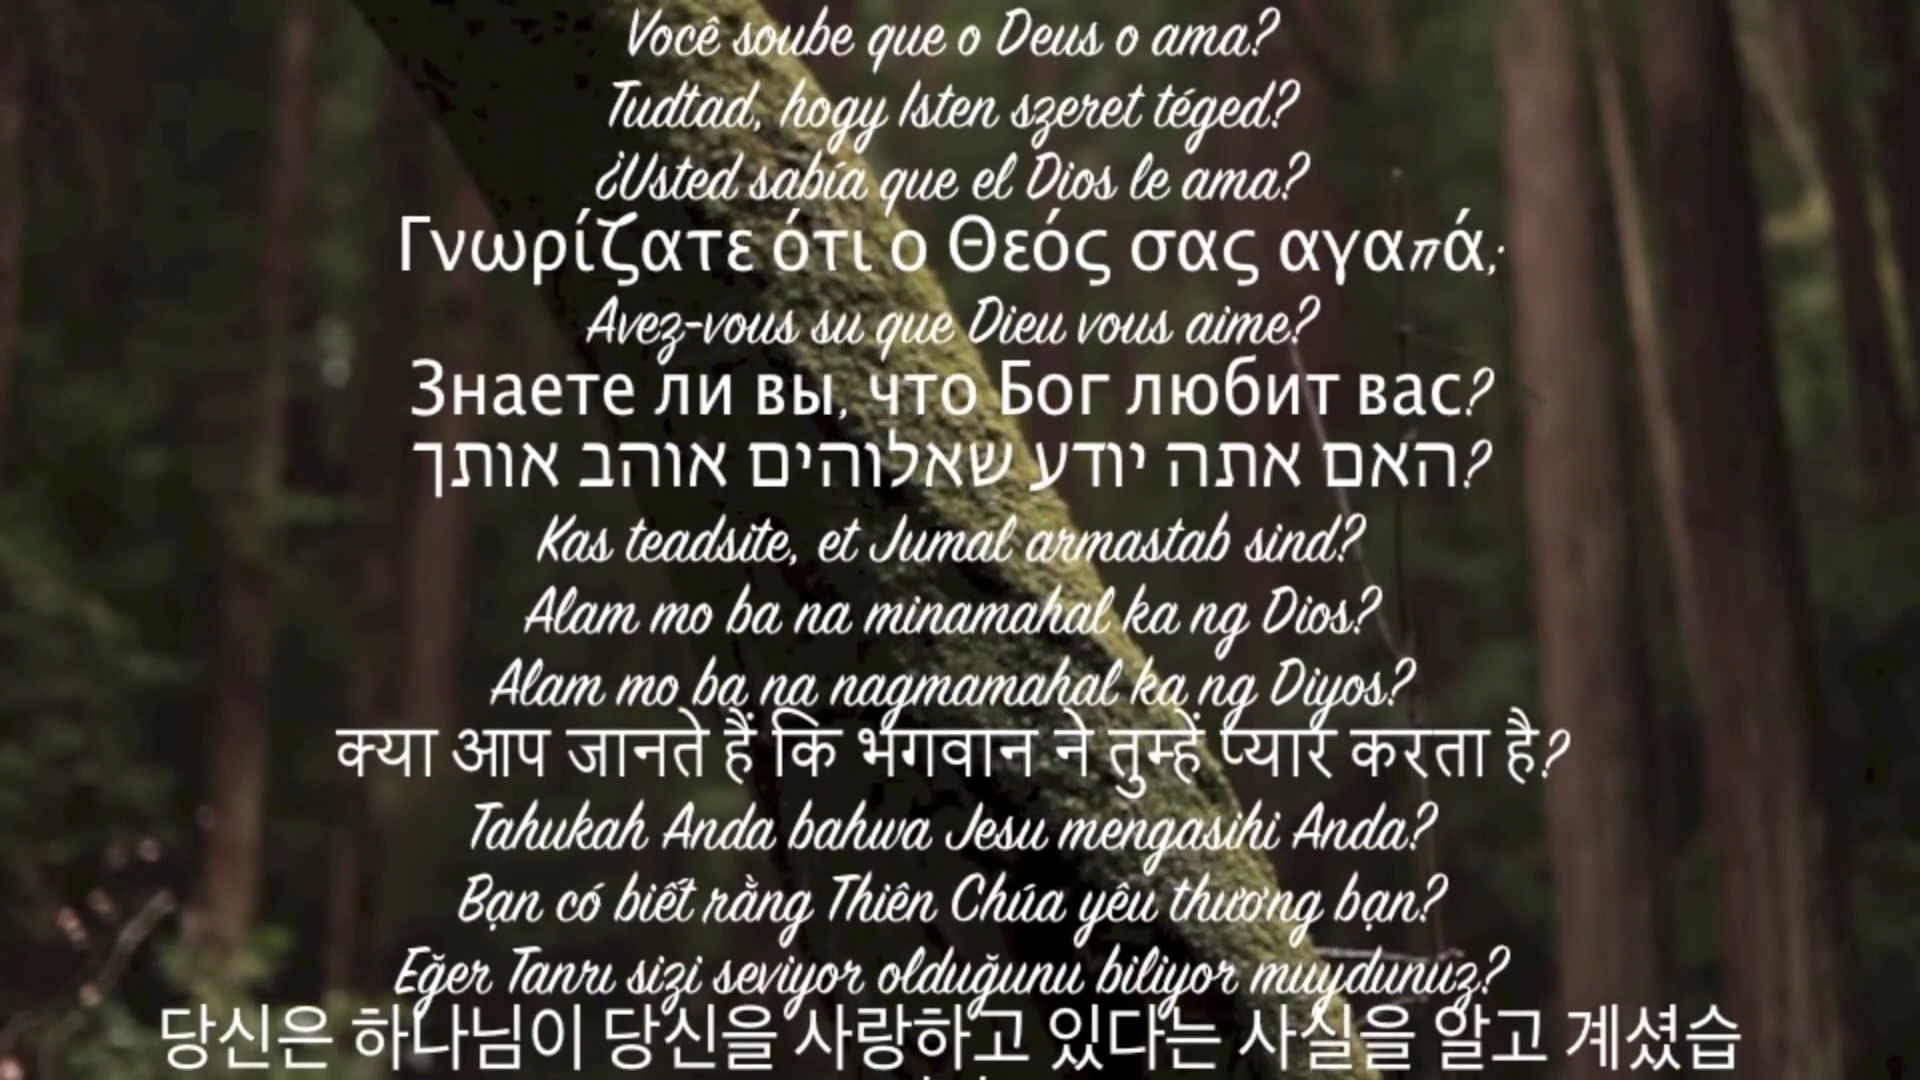 Você soube que o Deus o ama?
Tudtad, hogy Isten szeret téged?
¿Usted sabía que el Dios le ama?
Γνωρίζατε ότι ο Θεός σας αγαπά;
Avez-vous su que Dieu vous aime?
Знаете ли вы, что Бог любит вас?
האם אתה יודע שאלוהים אוהב אותך?
Kas teadsite, et Jumal armastab sind?
Alam mo ba na minamahal ka ng Dios?
Alam mo ba na nagmamahal ka ng Diyos?
क्या आप जानते हैं कि भगवान ने तुम्हें प्यार करता है?
Tahukah Anda bahwa Jesu mengasihi Anda?
Bạn có biết rằng Thiên Chúa yêu thương bạn?
Eğer Tanrı sizi seviyor olduğunu biliyor muydunuz?
당신은 하나님이 당신을 사랑하고 있다는 사실을 알고 계셨습